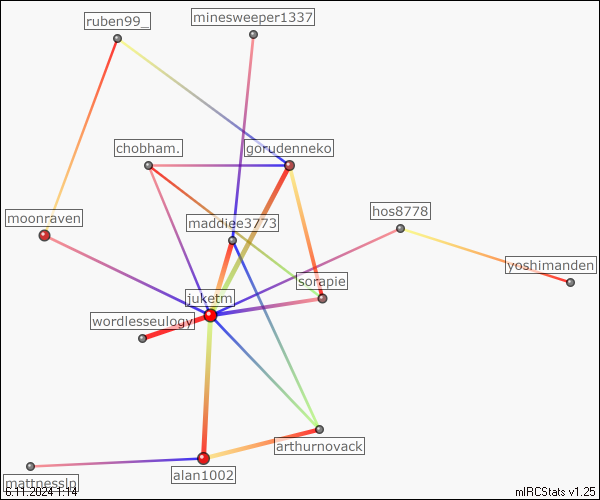 ruben99_
minesweeper1337
chobham.
gorudenneko
moonraven
maddiee3773
hos8778
yoshimanden
sorapie
juketm
wordlesseulogy
arthurnovack
alan1002
mattnesslp
6.11.2024 1:14
mIRCStats v1.25